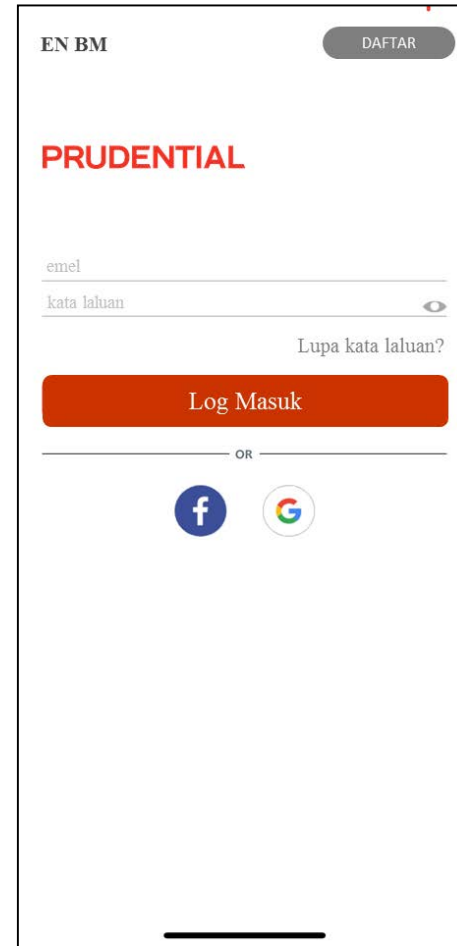 EN BM
DAFTAR
PRUDENTIAL
emel
kata laluan
Lupa kata laluan?
Log Masuk
OR
f
G